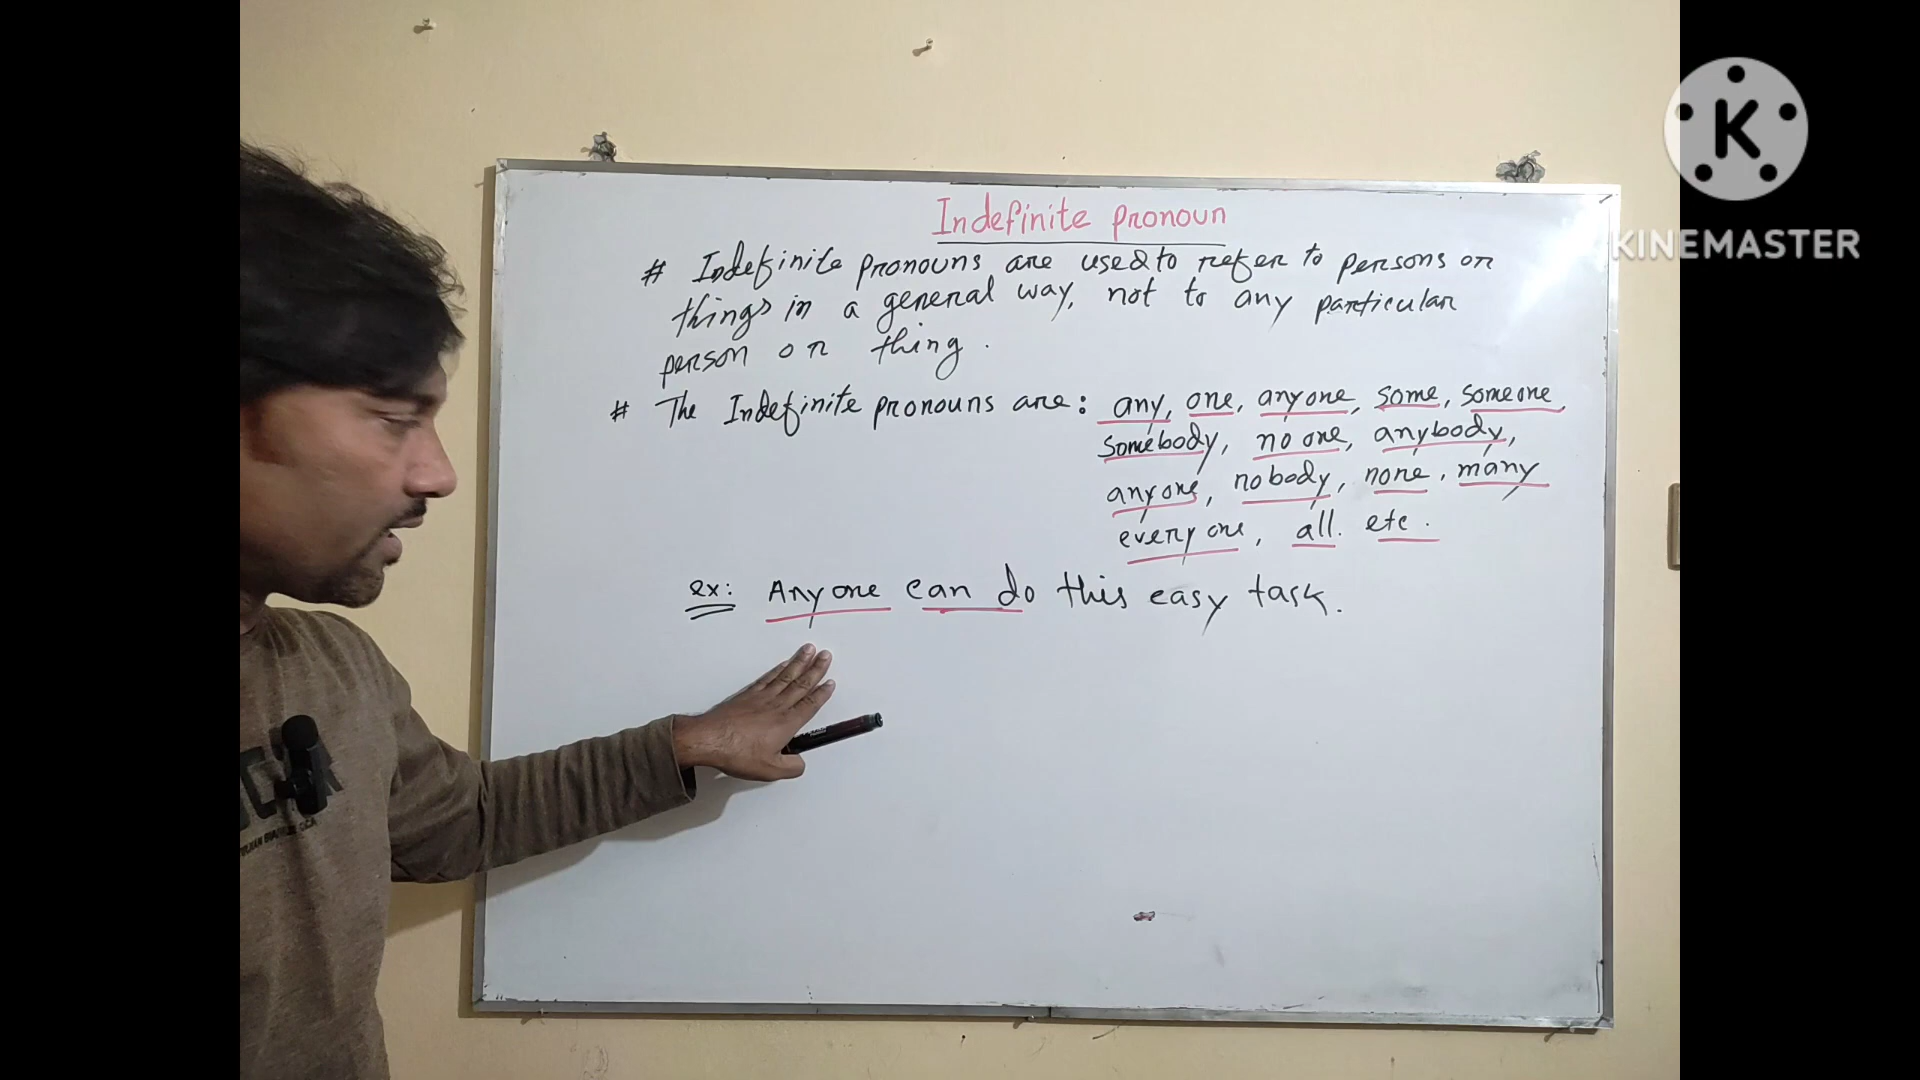 Indefinite pronoun
# Indefinite pronouns are used to refer to persons or
things in a general way, not to any particular
person or thing.
# The Indefinite pronouns are: any, one, anyone, some, someone,
somebody, no one, anybody,
anyone, nobody, none, many
everyone, all. etc.
ex: Anyone can do this easy task.
K
KINEMASTER